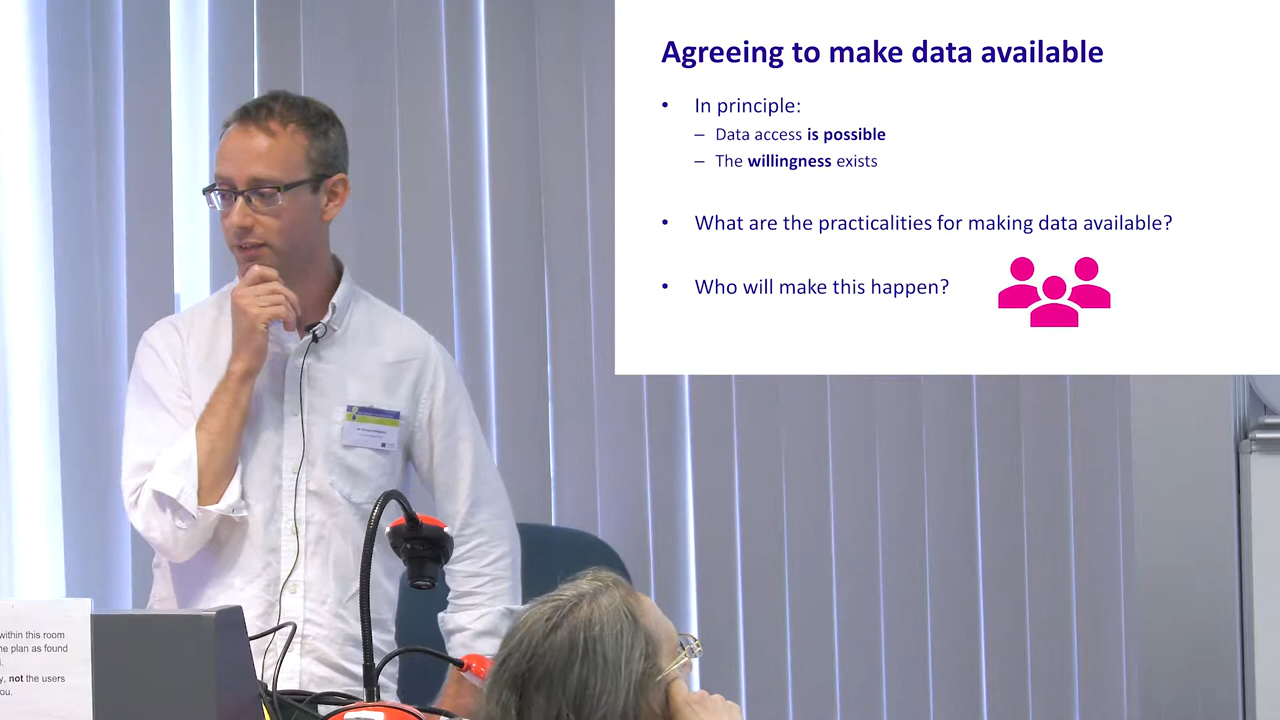 Agreeing to make data available
• In principle:
– Data access is possible
– The willingness exists
• What are the practicalities for making data available?
• Who will make this happen?
within this room
he plan as found
y, not the users
ou.